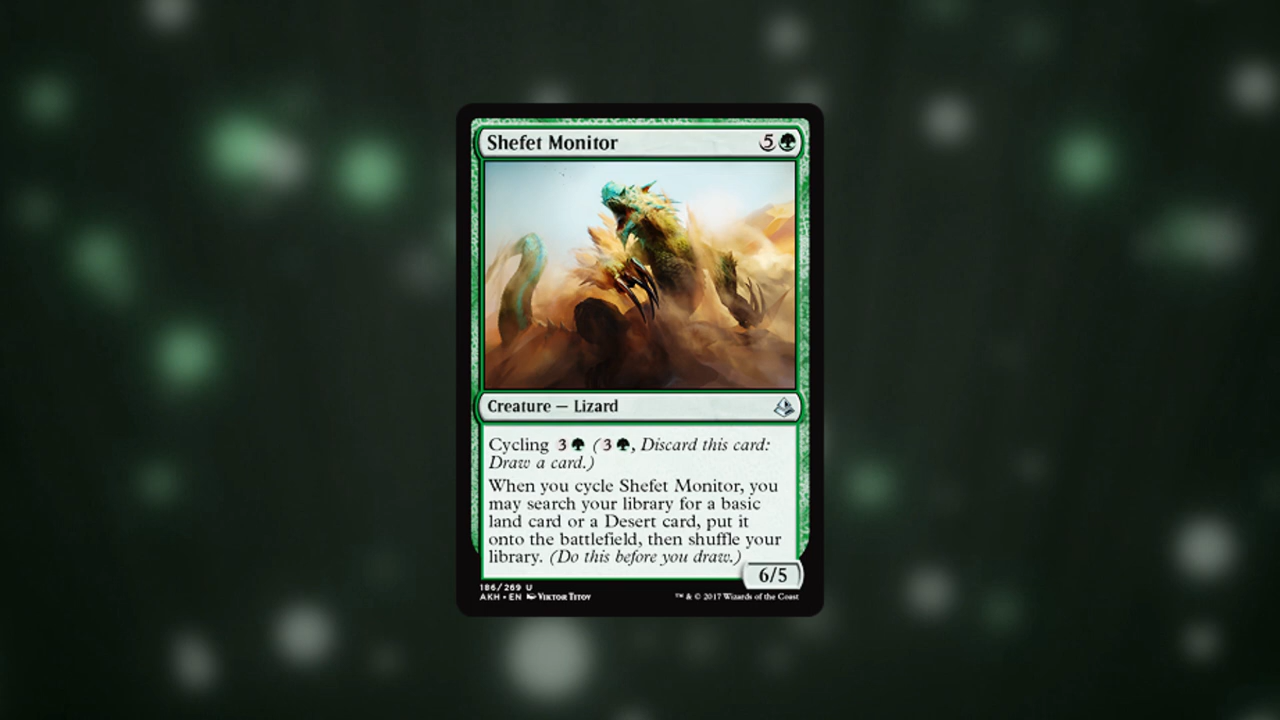 Shefet Monitor 5
Creature — Lizard
Cycling 3 (3, Discard this card:
Draw a card.)
When you cycle Shefet Monitor, you
may search your library for a basic
land card or a Desert card, put it
onto the battlefield, then shuffle your
library. (Do this before you draw.)
6/5
186/269 U
AKH • EN Viktor Titov
™ & © 2017 Wizards of the Coast